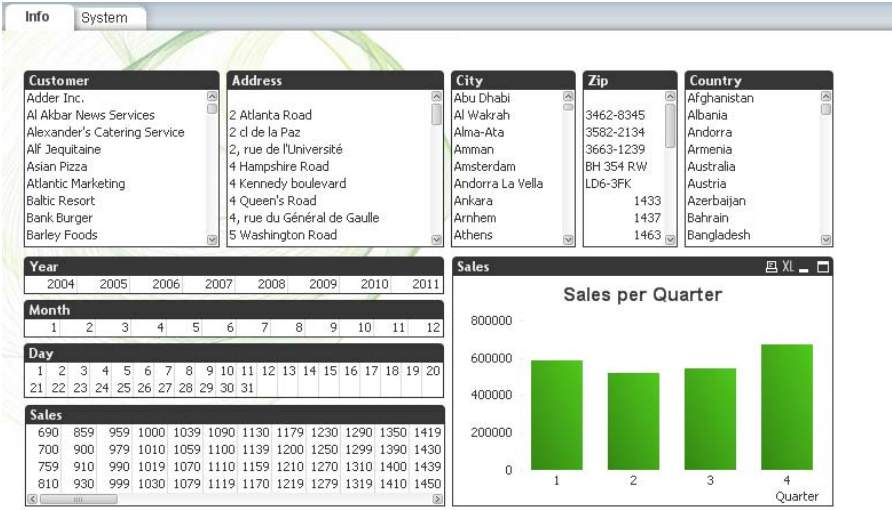 Info System
Customer Address City Zip Country
Adder Inc. Abu Dhabi Afghanistan
Al Akbar News Services 2 Atlanta Road Al Wakrah 3462-8345 Albania
Alexander's Catering Service 2 cl de la Paz Alma-Ata 3582-2134 Andorra
Alf Jequitaine 2, rue de l'Université Amman 3663-1239 Armenia
Asian Pizza 4 Hampshire Road Amsterdam BH 354 RW Australia
Atlantic Marketing 4 Kennedy boulevard Andorra La Vella LD6-3FK Austria
Baltic Resort 4 Queen's Road Ankara 1433 Azerbaijan
Bank Burger 4, rue du Général de Gaulle Arnhem 1437 Bahrain
Barley Foods 5 Washington Road Athens 1463 Bangladesh
Year
2004 2005 2006 2007 2008 2009 2010 2011
Month
1 2 3 4 5 6 7 8 9 10 11 12
Day
1 2 3 4 5 6 7 8 9 10 11 12 13 14 15 16 17 18 19 20
21 22 23 24 25 26 27 28 29 30 31
Sales
690 859 959 1000 1039 1090 1130 1179 1230 1290 1350 1419
700 900 979 1010 1059 1100 1139 1200 1250 1299 1390 1430
759 910 990 1019 1070 1110 1159 1210 1270 1310 1400 1439
810 930 999 1030 1079 1119 1170 1219 1279 1319 1410 1450
Sales XL
Sales per Quarter
800000
600000
400000
200000
0
1 2 3 4
Quarter